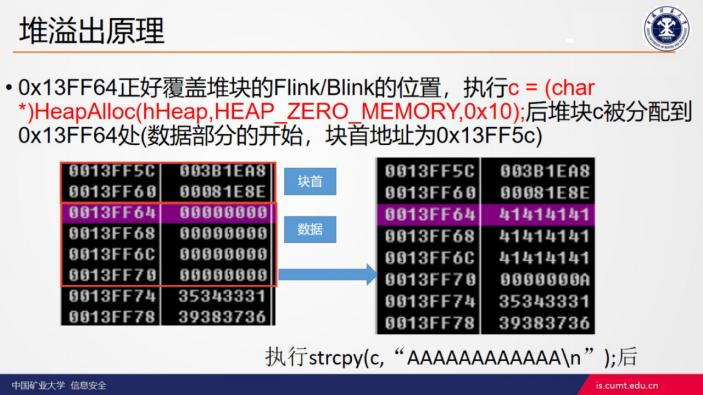 堆溢出原理
• 0x13FF64正好覆盖堆块的Flink/Blink的位置，执行c = (char
*)HeapAlloc(hHeap,HEAP_ZERO_MEMORY,0x10);后堆块c被分配到
0x13FF64处(数据部分的开始，块首地址为0x13FF5c)
0013FF5C 003B1EA8
0013FF60 00081E8E
0013FF64 00000000
0013FF68 00000000
0013FF6C 00000000
0013FF70 00000000
0013FF74 35343331
0013FF78 39383736
块首
数据
0013FF5C 003B1EA8
0013FF60 00081E8E
0013FF64 41414141
0013FF68 41414141
0013FF6C 41414141
0013FF70 0000000A
0013FF74 35343331
0013FF78 39383736
执行strcpy(c,“AAAAAAAAAAAA\n”);后
中国矿业大学 信息安全
is.cumt.edu.cn